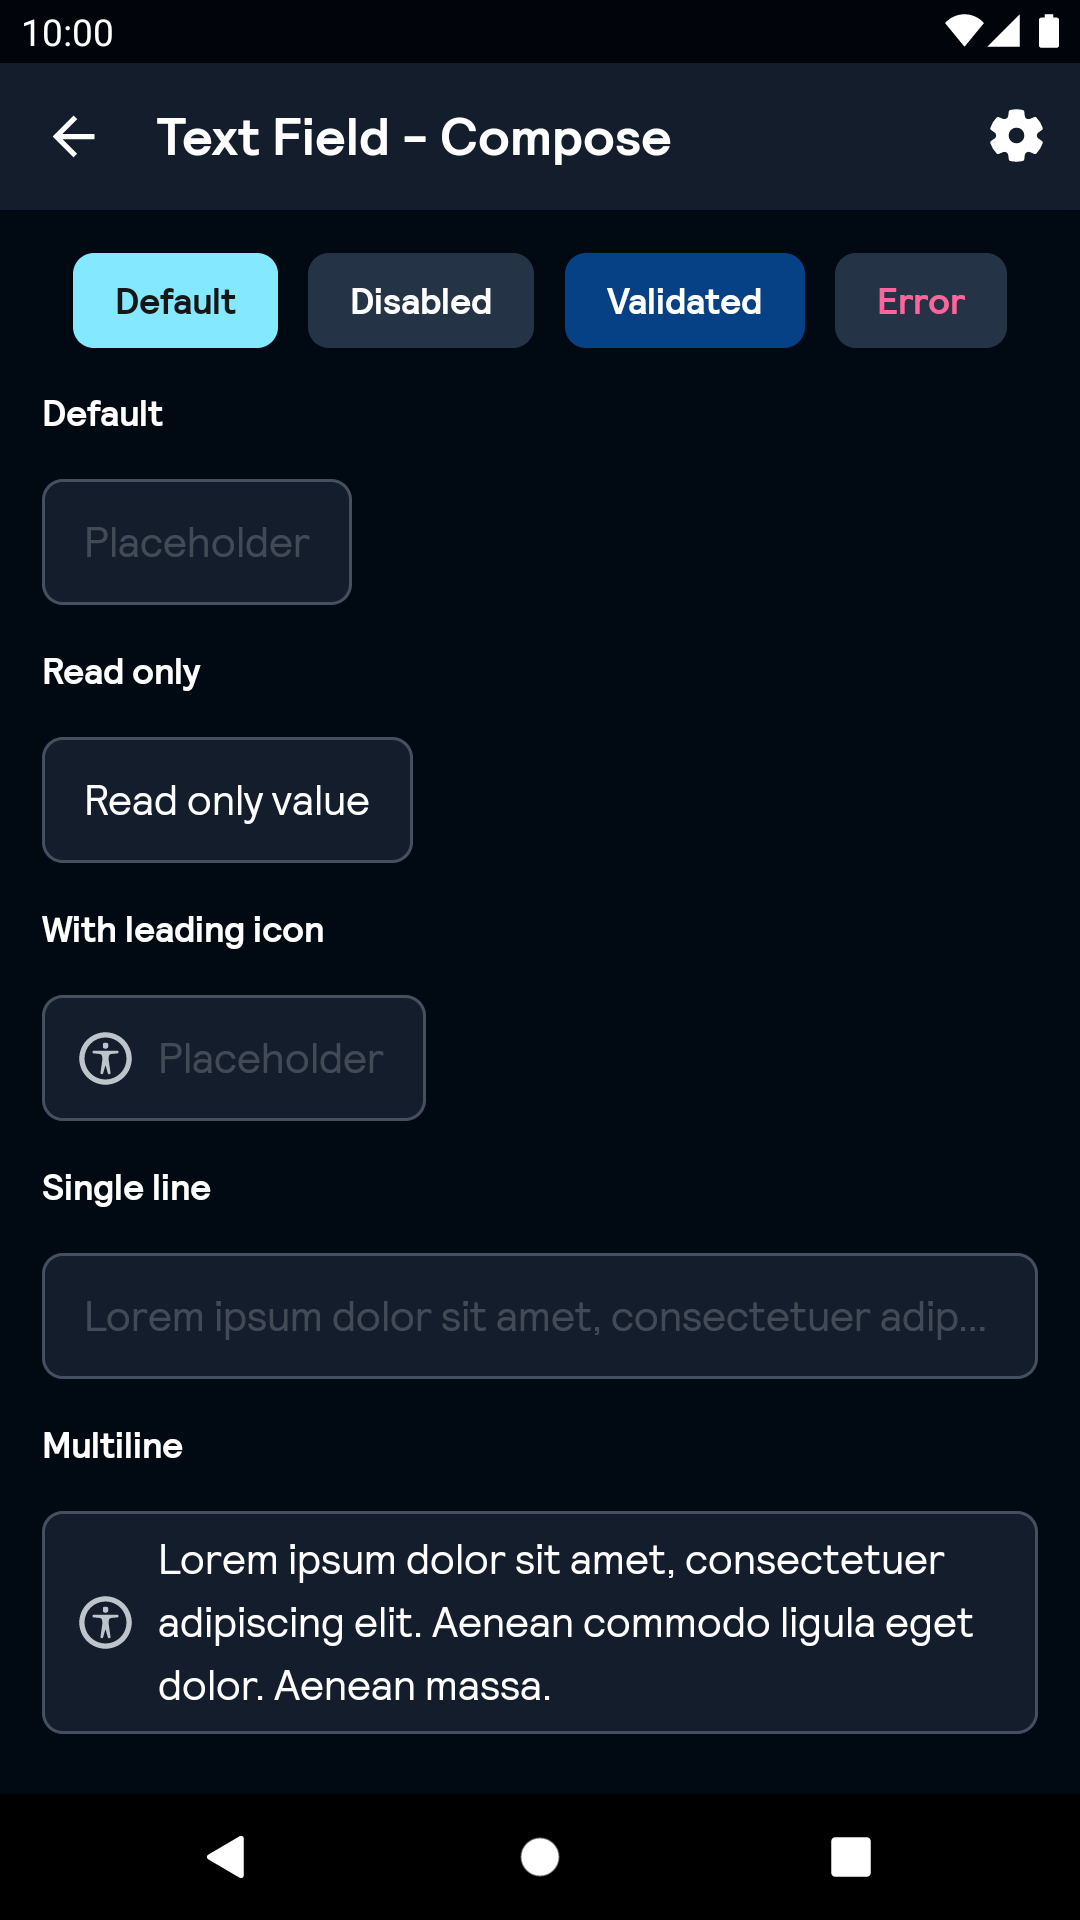 10:00
Text Field - Compose
Default Disabled Validated Error
Default
Placeholder
Read only
Read only value
With leading icon
Placeholder
Single line
Lorem ipsum dolor sit amet, consectetuer adip...
Multiline
Lorem ipsum dolor sit amet, consectetuer
adipiscing elit. Aenean commodo ligula eget
dolor. Aenean massa.